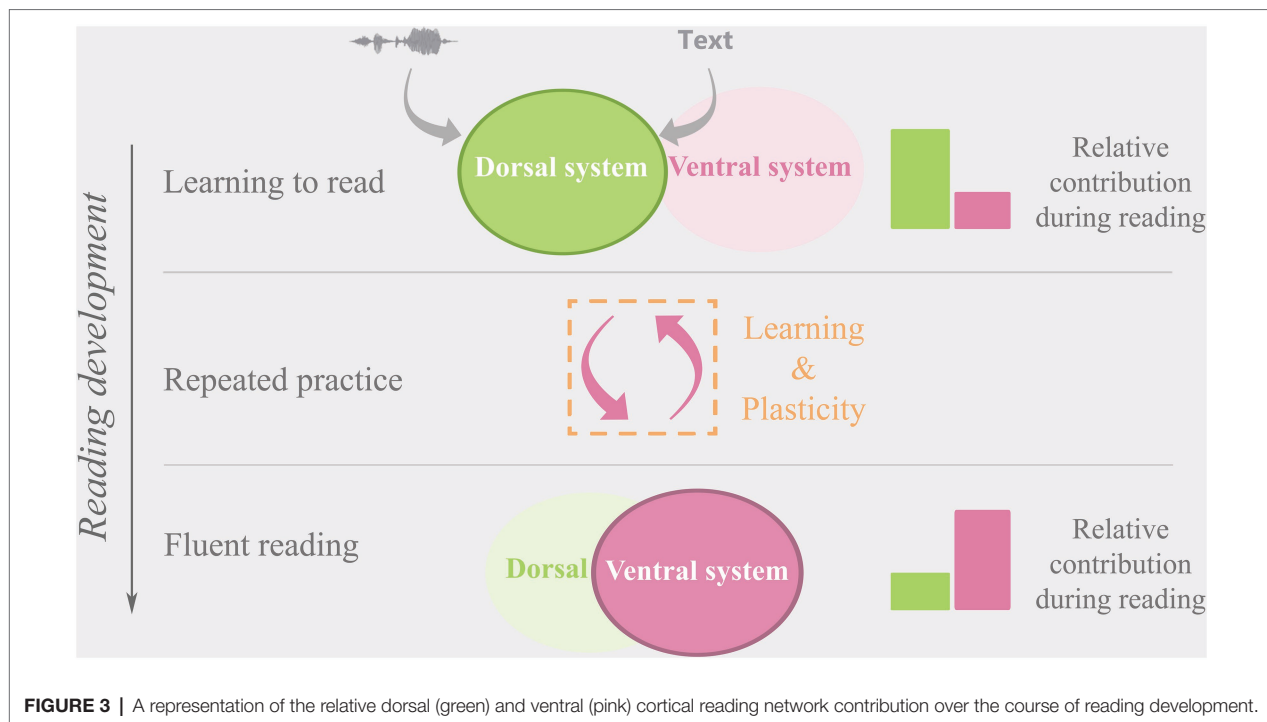 Text
Reading development
Learning to read
Dorsal system
Ventral system
Relative
contribution
during reading
Repeated practice
Learning
&
Plasticity
Fluent reading
Dorsal
Ventral system
Relative
contribution
during reading
FIGURE 3 | A representation of the relative dorsal (green) and ventral (pink) cortical reading network contribution over the course of reading development.